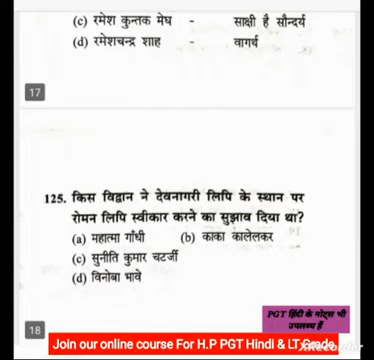 (c) रमेश कुन्तक मेघ - साक्षी है सौन्दर्य
(d) रमेशचन्द्र शाह - वागर्थ
17
125. किस विद्वान ने देवनागरी लिपि के स्थान पर
रोमन लिपि स्वीकार करने का सुझाव दिया था?
(a) महात्मा गाँधी (b) काका कालेलकर
(c) सुनीति कुमार चटर्जी
(d) विनोबा भावे
PGT हिंदी के नोट्स भी
उपलब्ध हैं
18
Join our online course For H.P PGT Hindi & LT Grade